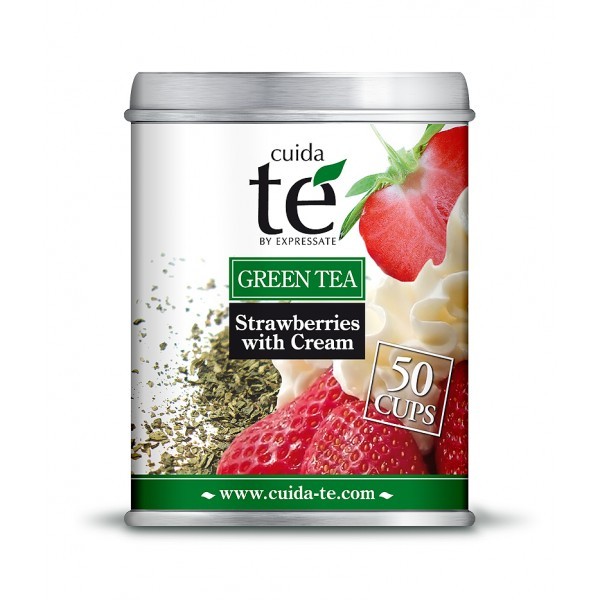 cuida
té
BY EXPRESSATE
GREEN TEA
Strawberries
with Cream
50
CUPS
www.cuida-te.com